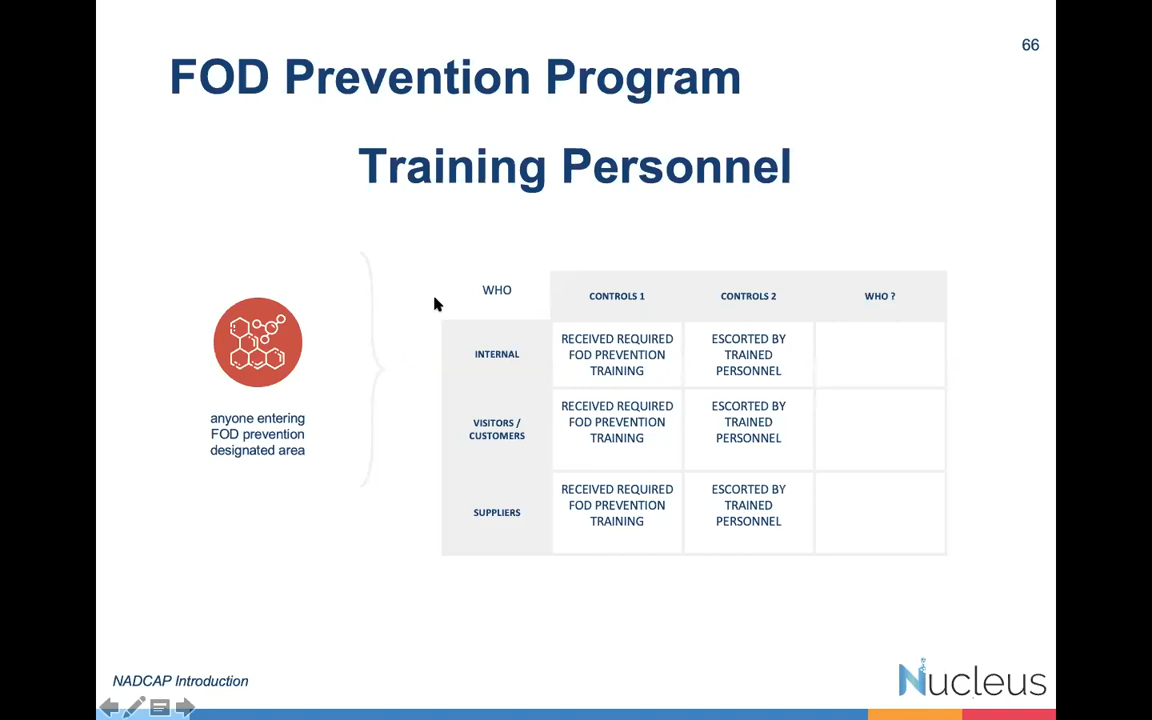 66
FOD Prevention Program
Training Personnel
anyone entering
FOD prevention
designated area
WHO
CONTROLS 1
CONTROLS 2
WHO ?
INTERNAL
RECEIVED REQUIRED
FOD PREVENTION
TRAINING
ESCORTED BY
TRAINED
PERSONNEL
VISITORS /
CUSTOMERS
RECEIVED REQUIRED
FOD PREVENTION
TRAINING
ESCORTED BY
TRAINED
PERSONNEL
SUPPLIERS
RECEIVED REQUIRED
FOD PREVENTION
TRAINING
ESCORTED BY
TRAINED
PERSONNEL
NADCAP Introduction
Nucleus